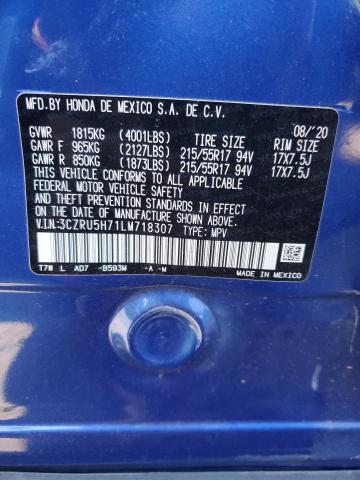 MFD.BY HONDA DE MEXICO S.A. DE C.V.
08/'20
GVWR 1815KG (4001LBS) TIRE SIZE RIM SIZE
GAWR F 965KG (2127LBS) 215/55R17 94V 17X7.5J
GAWR R 850KG (1873LBS) 215/55R17 94V 17X7.5J
THIS VEHICLE CONFORMS TO ALL APPLICABLE
FEDERAL MOTOR VEHICLE SAFETY AND THEFT
PREVENTION STANDARDS IN EFFECT ON THE
DATE OF MANUFACTURE SHOWN ABOVE.
V.I.N:3CZRU5H71LM718307 TYPE: MPV
T7W L AD7 -B593M -A -M
MADE IN MEXICO